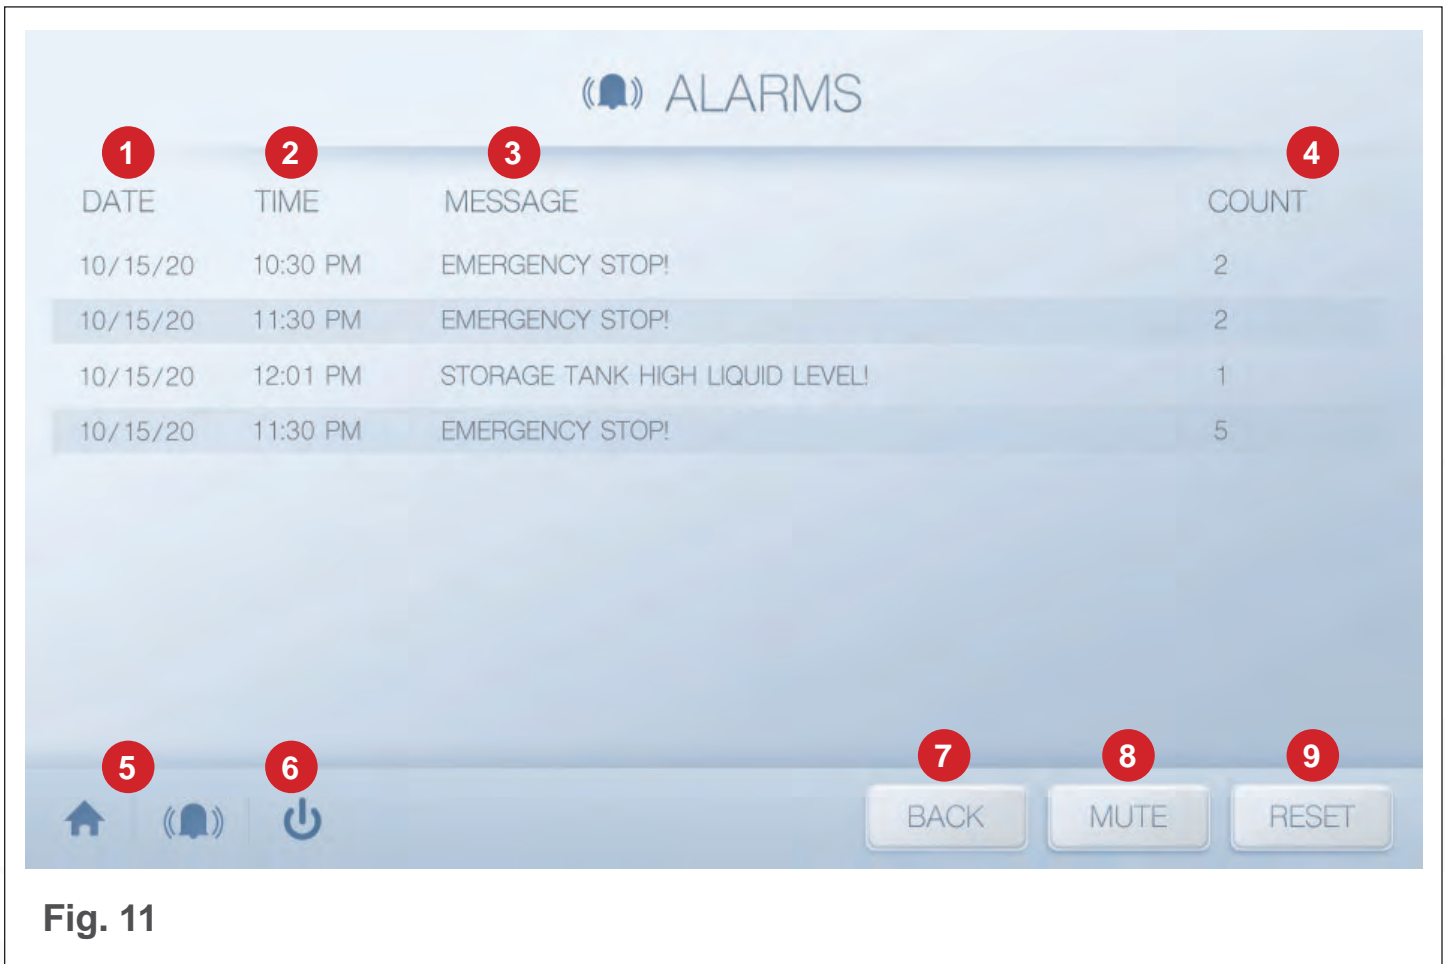 ALARMS
1 2 3 4
DATE TIME MESSAGE COUNT
10/15/20 10:30 PM EMERGENCY STOP! 2
10/15/20 11:30 PM EMERGENCY STOP! 2
10/15/20 12:01 PM STORAGE TANK HIGH LIQUID LEVEL! 1
10/15/20 11:30 PM EMERGENCY STOP! 5
5 6 7 8 9
BACK MUTE RESET
Fig. 11